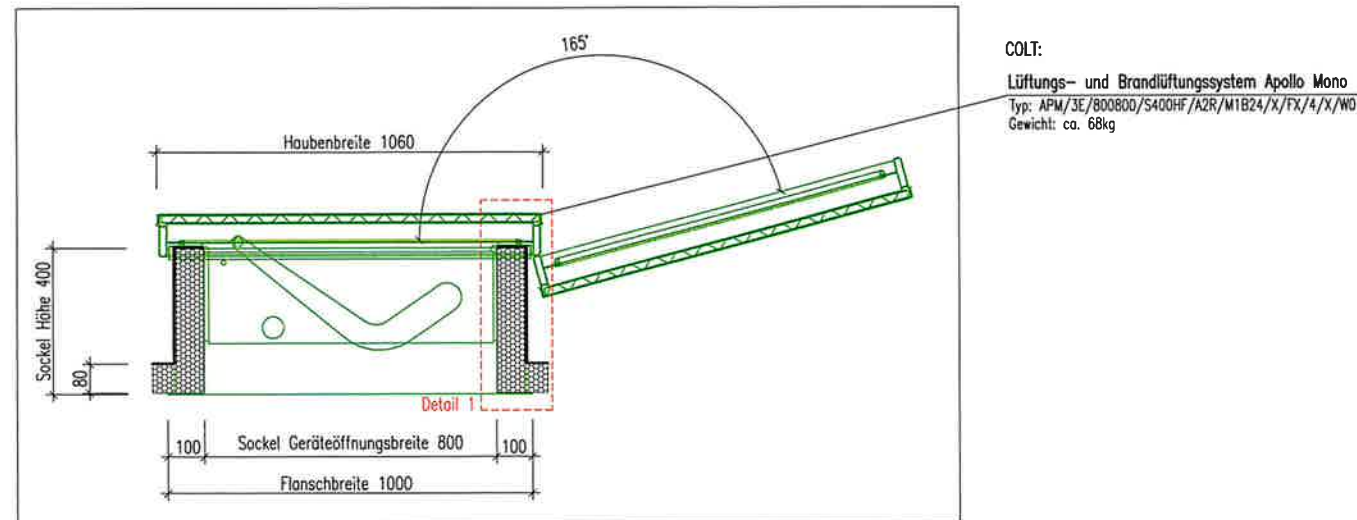 165°
COLT:
Lüftungs- und Brandlüftungssystem Apollo Mono
Typ: APM/3E/800800/S400HF/A2R/M1B24/X/FX/4/X/W0
Gewicht: ca. 68kg
Haubenbreite 1060
Sockel Höhe 400
80
Detail 1
100
Sockel Geräteöffnungsbreite 800
100
Flanschbreite 1000